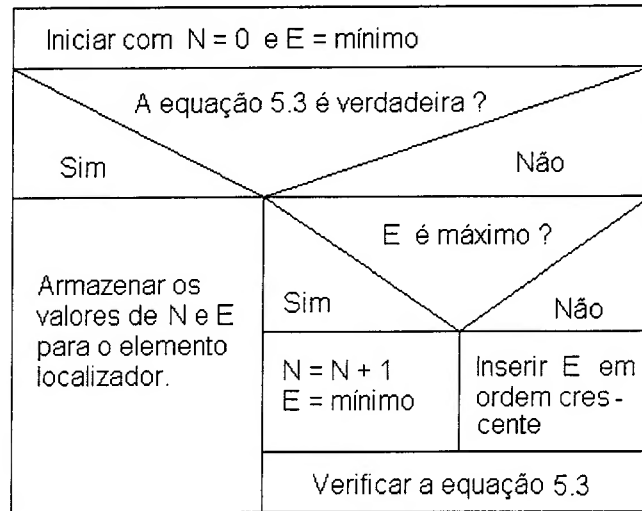 Iniciar com N = 0 e E = mínimo
A equação 5.3 é verdadeira ?
Sim
Não
E é máximo ?
Armazenar os
valores de N e E
para o elemento
localizador.
Sim
Não
N = N + 1
E = mínimo
Inserir E em
ordem cres-
cente
Verificar a equação 5.3